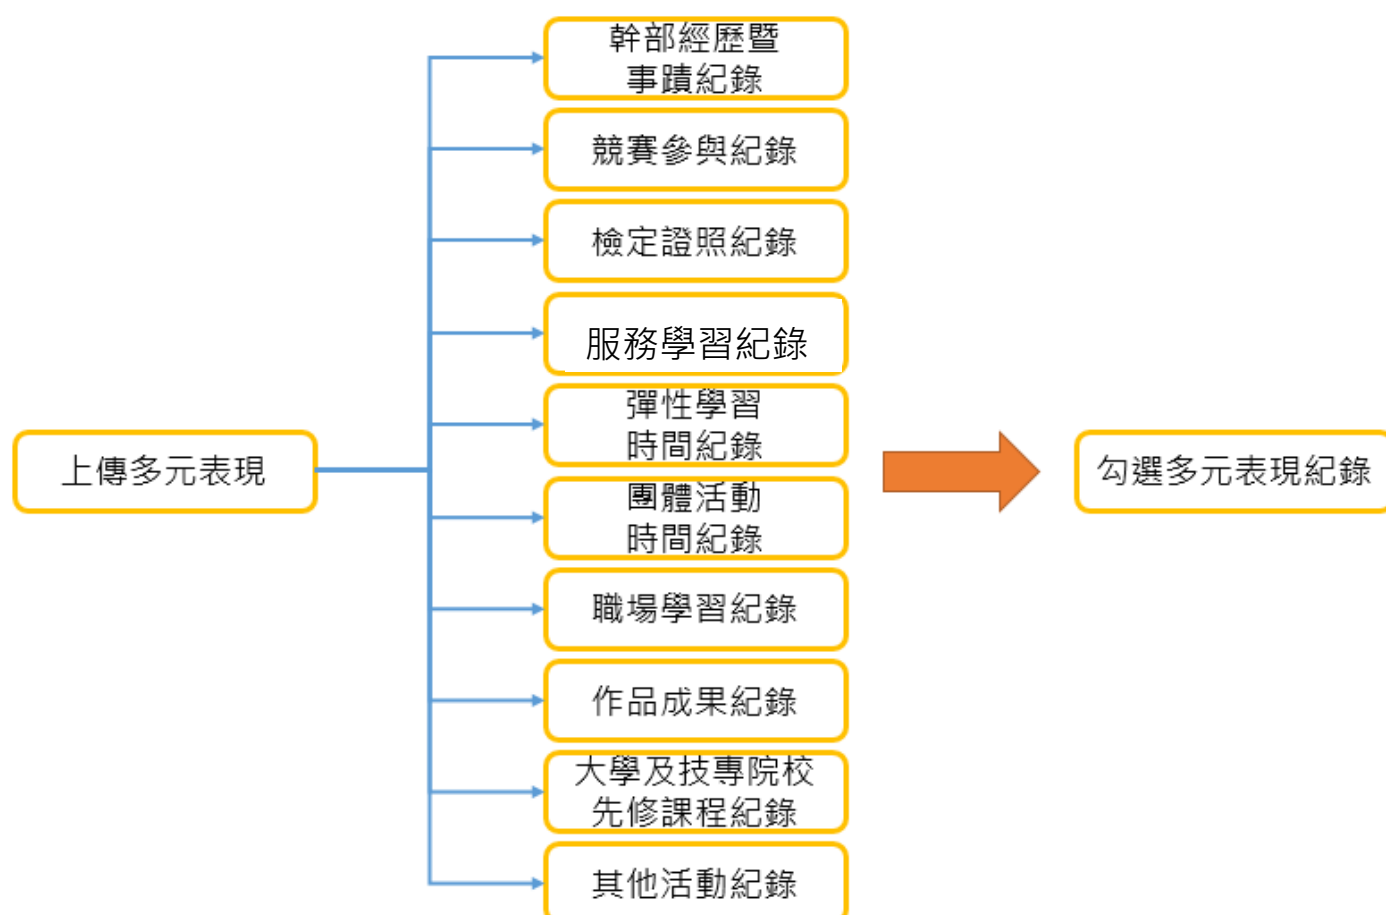 上傳多元表現
幹部經歷暨
事蹟紀錄
競賽參與紀錄
檢定證照紀錄
服務學習紀錄
彈性學習
時間紀錄
團體活動
時間紀錄
職場學習紀錄
作品成果紀錄
大學及技專院校
先修課程紀錄
其他活動紀錄
勾選多元表現紀錄